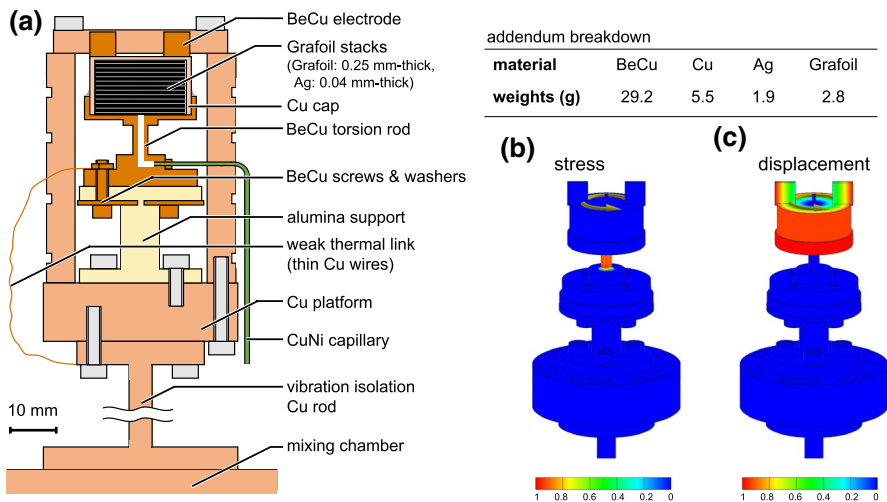 (a)
BeCu electrode
Grafoil stacks
(Grafoil: 0.25 mm-thick,
Ag: 0.04 mm-thick)
Cu cap
BeCu torsion rod
BeCu screws & washers
alumina support
weak thermal link
(thin Cu wires)
Cu platform
CuNi capillary
vibration isolation
Cu rod
mixing chamber
10 mm
addendum breakdown
material BeCu Cu Ag Grafoil
weights (g) 29.2 5.5 1.9 2.8
(b)
stress
1 0.8 0.6 0.4 0.2 0
(c)
displacement
1 0.8 0.6 0.4 0.2 0